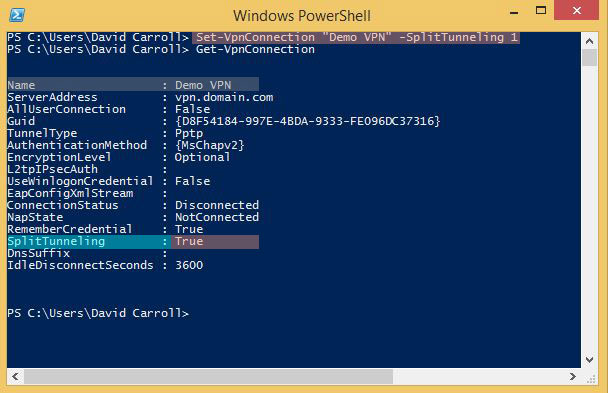 Windows PowerShell
PS C:\Users\David Carroll> Set-VpnConnection "Demo VPN" -SplitTunneling 1
PS C:\Users\David Carroll> Get-VpnConnection
Name                  : Demo VPN
ServerAddress         : vpn.domain.com
AllUserConnection     : False
Guid                  : {D8F54184-997E-4BDA-9333-FE096DC37316}
TunnelType            : Pptp
AuthenticationMethod  : {MsChapv2}
EncryptionLevel       : Optional
L2tpIPsecAuth         :
UseWinlogonCredential : False
EapConfigXmlStream    :
ConnectionStatus      : Disconnected
NapState              : NotConnected
RememberCredential    : True
SplitTunneling        : True
DnsSuffix             :
IdleDisconnectSeconds : 3600
PS C:\Users\David Carroll>